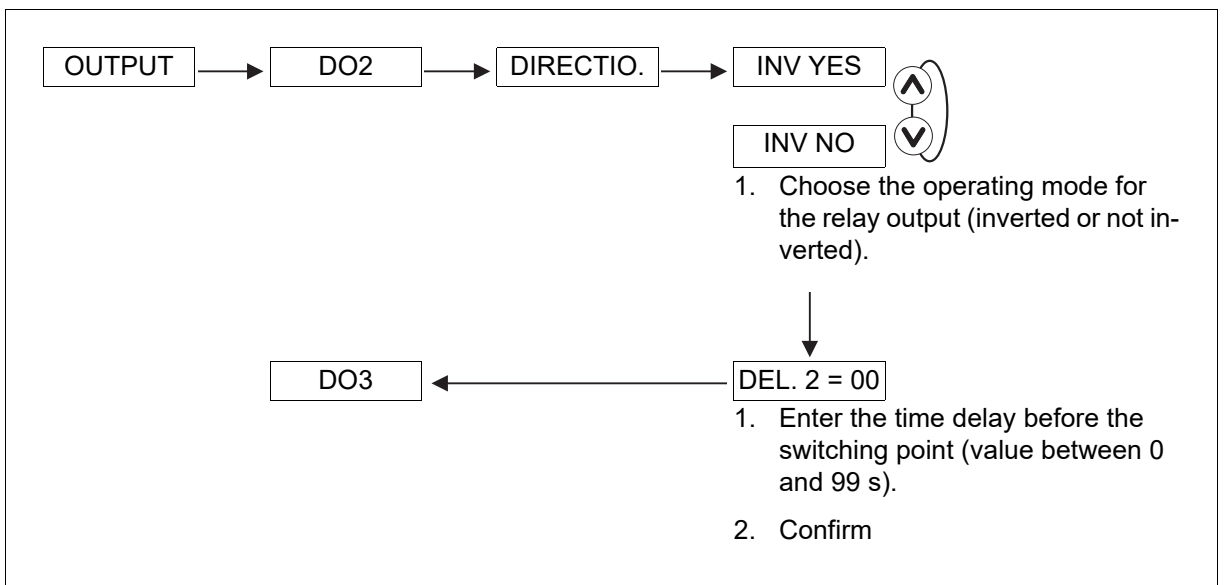 OUTPUT
DO2
DIRECTIO.
INV YES
INV NO
1. Choose the operating mode for
the relay output (inverted or not in-
verted).
DO3
DEL. 2 = 00
1. Enter the time delay before the
switching point (value between 0
and 99 s).
2. Confirm